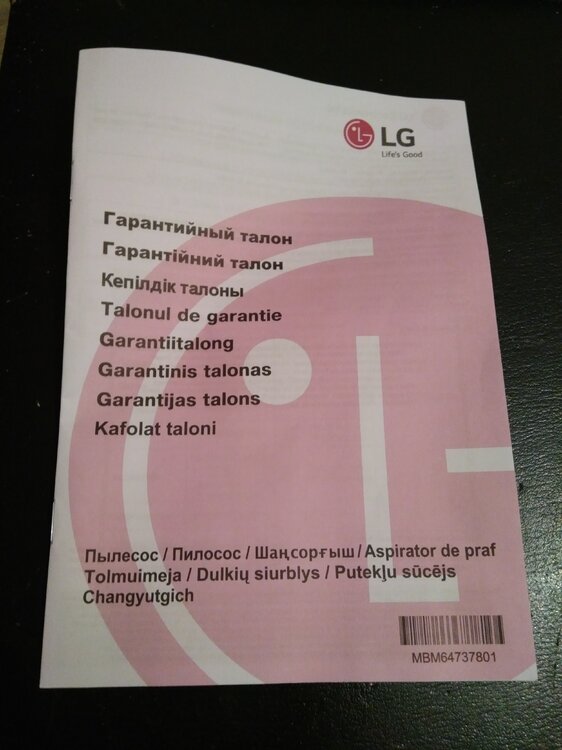 LG
Life's Good
Гарантийный талон
Гарантійний талон
Кепілдік талоны
Talonul de garantie
Garantiitalong
Garantinis talonas
Garantijas talons
Kafolat taloni
Пылесос / Пилосос / Шаңсорғыш / Aspirator de praf
Tolmuimeja / Dulkių siurblys / Putekļu sūcējs
Changyutgich
MBM64737801